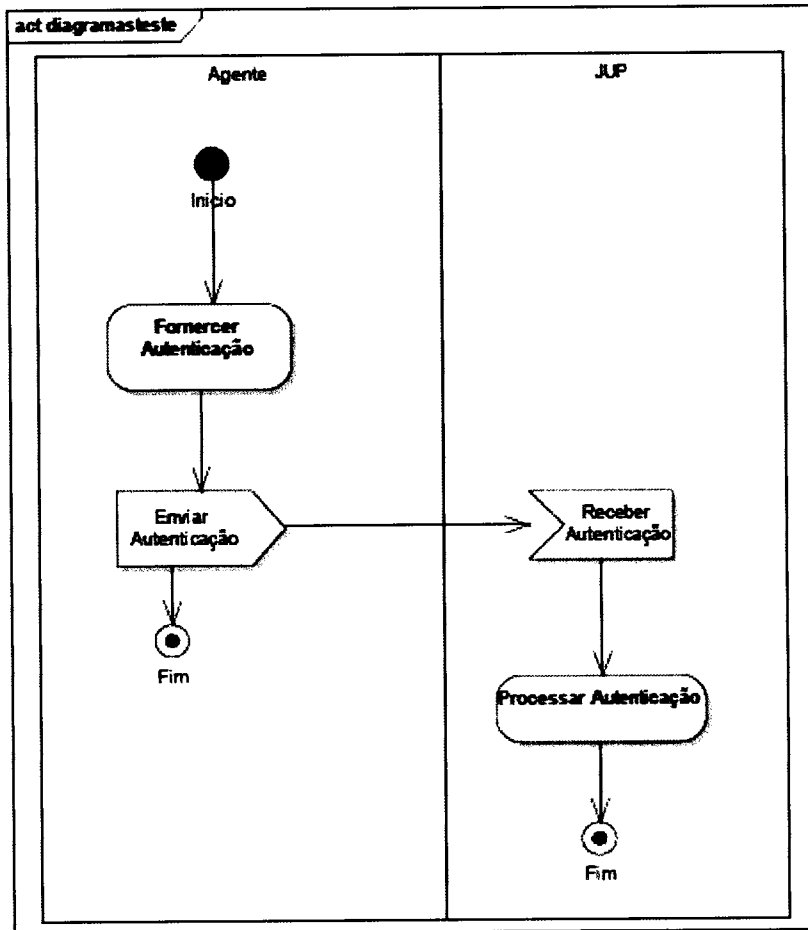 act diagramasteste
Agente
JUP
Inicio
Fornercer
Autenticação
Enviar
Autenticação
Receber
Autenticação
Fim
Processar Autenticação
Fim